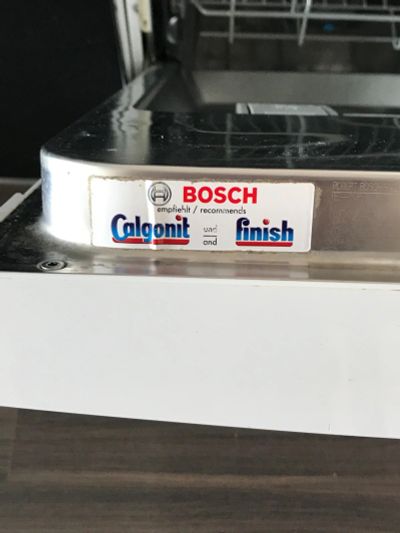 BOSCH
empfiehlt / recommends
Calgonit und finish
and